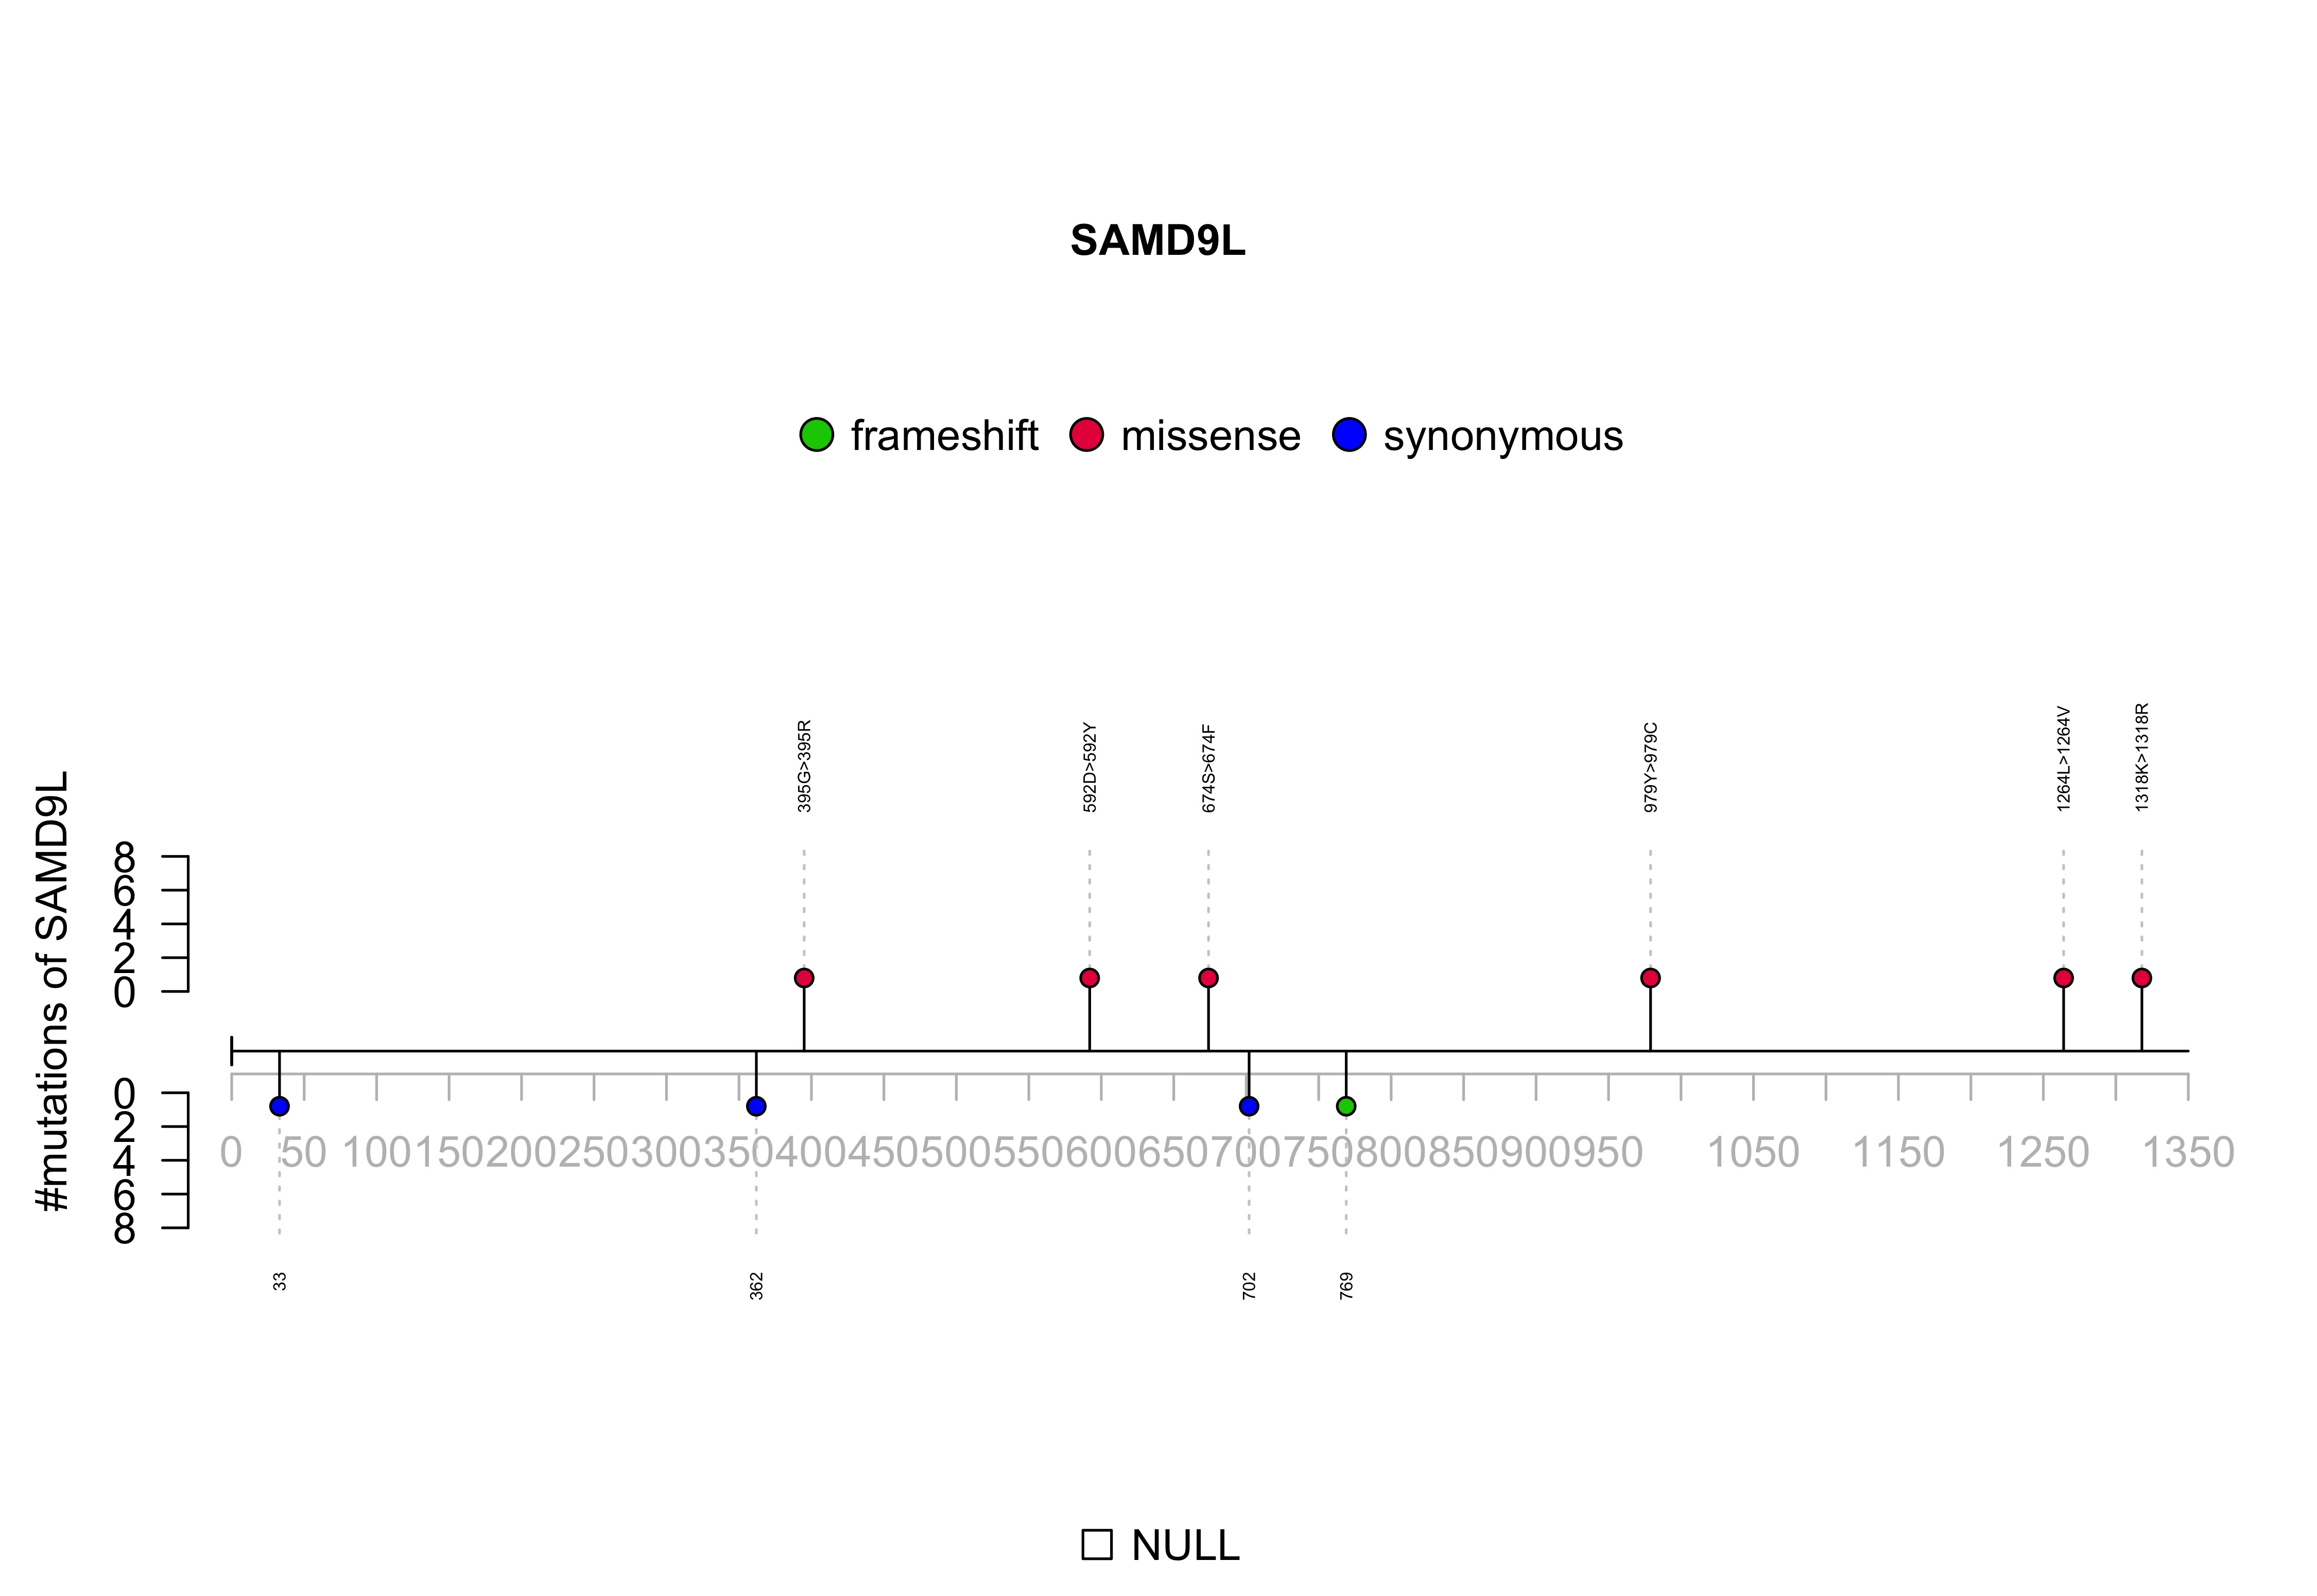 SAMD9L
frameshift missense synonymous
395G>395R
592D>592Y
674S>674F
979Y>979C
1264L>1264V
1318K>1318R
#mutations of SAMD9L
8
6
4
2
0
0
2
4
6
8
0 50 100 150 200 250 300 350 400 450 500 550 600 650 700 750 800 850 900 950 1050 1150 1250 1350
33
362
702
769
NULL